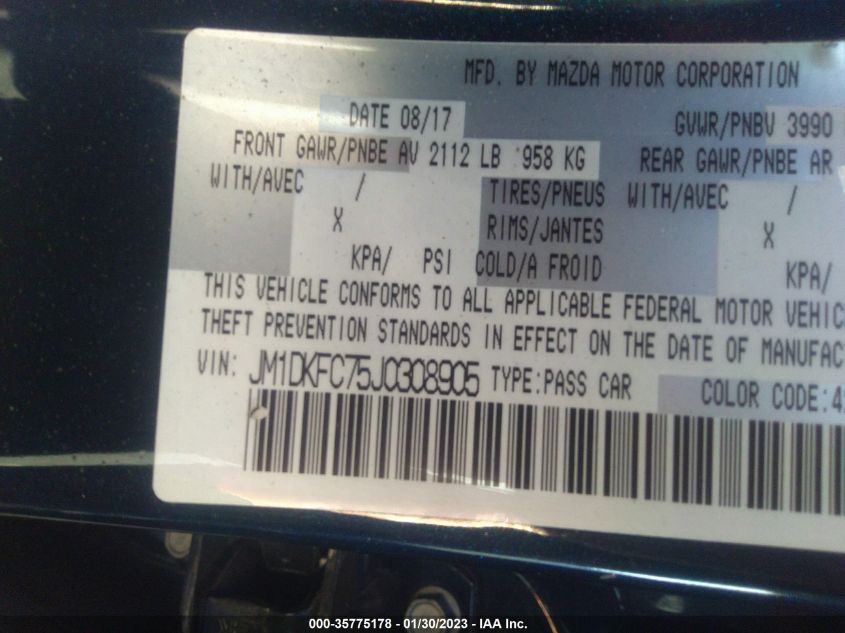 MFD. BY MAZDA MOTOR CORPORATION
DATE 08/17 GVWR/PNBV 3990
FRONT GAWR/PNBE AV 2112 LB 958 KG REAR GAWR/PNBE AR
WITH/AVEC / TIRES/PNEUS WITH/AVEC /
X RIMS/JANTES X
KPA/ PSI COLD/A FROID KPA/
THIS VEHICLE CONFORMS TO ALL APPLICABLE FEDERAL MOTOR VEHIC
THEFT PREVENTION STANDARDS IN EFFECT ON THE DATE OF MANUFAC
VIN: JM1DKFC75J0308905 TYPE:PASS CAR COLOR CODE:42
000-35775178 - 01/30/2023 - IAA Inc.